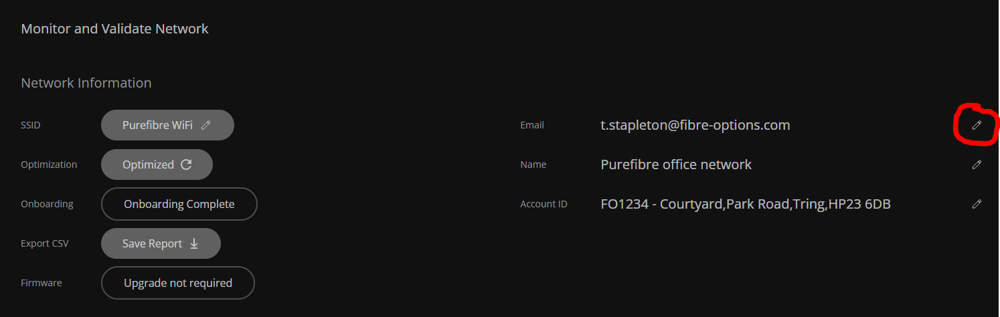 Monitor and Validate Network
Network Information
SSID
Purefibre WiFi
Email
t.stapleton@fibre-options.com
Optimization
Optimized
Name
Purefibre office network
Onboarding
Onboarding Complete
Account ID
FO1234 - Courtyard,Park Road,Tring,HP23 6DB
Export CSV
Save Report
Firmware
Upgrade not required